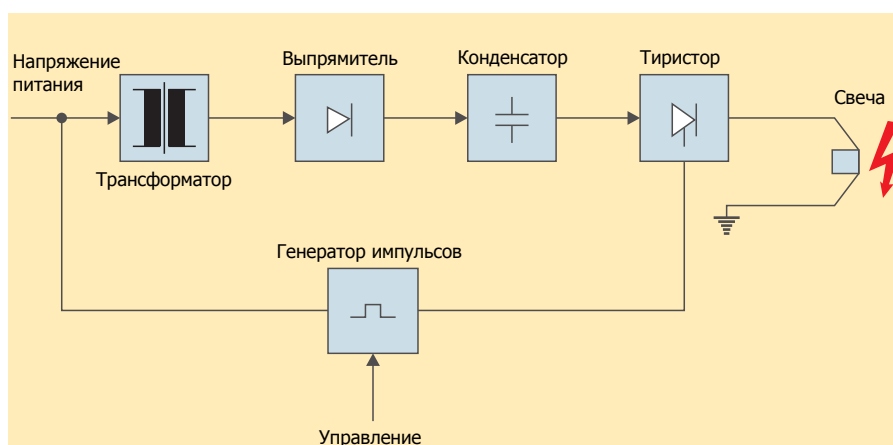 Напряжение
питания
Выпрямитель
Конденсатор
Тиристор
Свеча
Трансформатор
Генератор импульсов
Управление